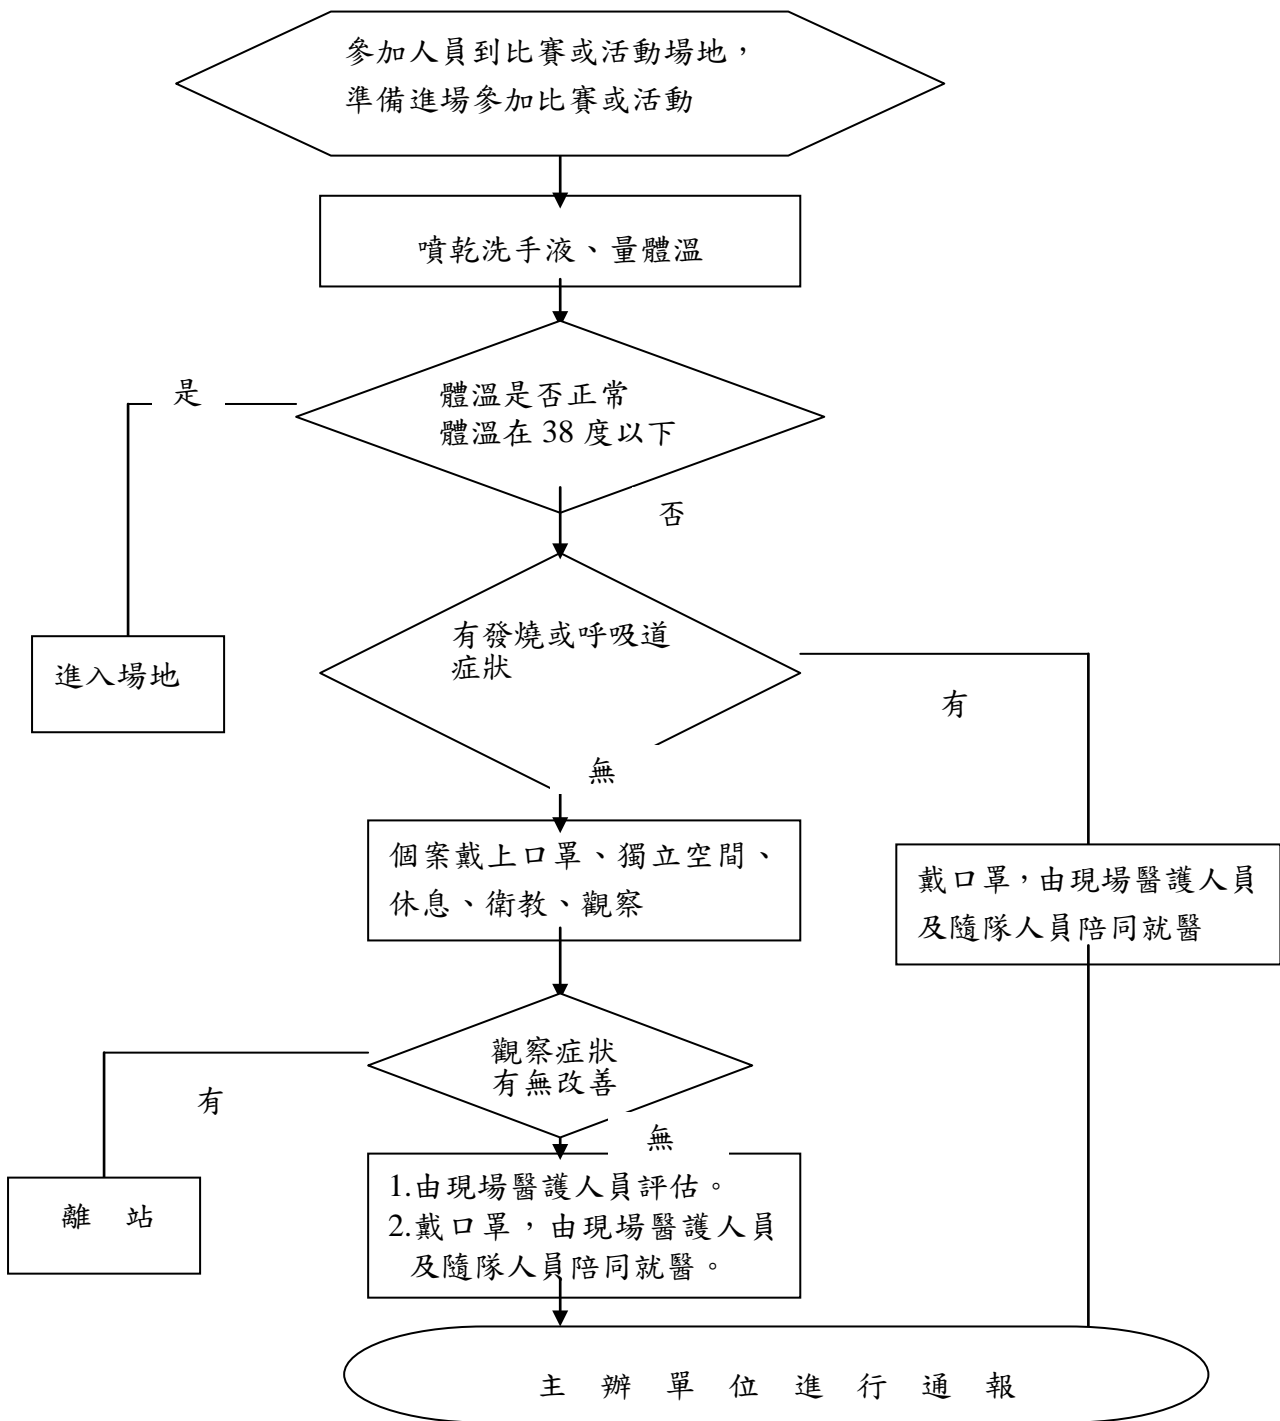 參加人員到比賽或活動場地，
準備進場參加比賽或活動
噴乾洗手液、量體溫
是
體溫是否正常
體溫在 38 度以下
否
有發燒或呼吸道
症狀
進入場地
有
無
個案戴上口罩、獨立空間、
休息、衛教、觀察
戴口罩，由現場醫護人員
及隨隊人員陪同就醫
觀察症狀
有無改善
有
無
離 站
1.由現場醫護人員評估。
2.戴口罩，由現場醫護人員
及隨隊人員陪同就醫。
主 辦 單 位 進 行 通 報